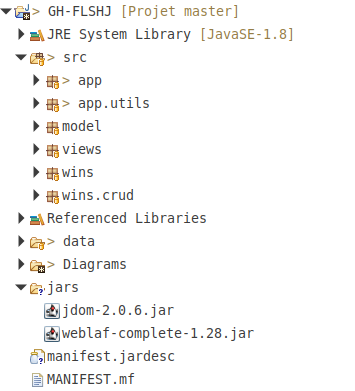 > GH-FLSHJ [Projet master]
JRE System Library [JavaSE-1.8]
> src
> app
> app.utils
model
views
wins
wins.crud
Referenced Libraries
> data
> Diagrams
jars
jdom-2.0.6.jar
weblaf-complete-1.28.jar
manifest.jardesc
MANIFEST.mf